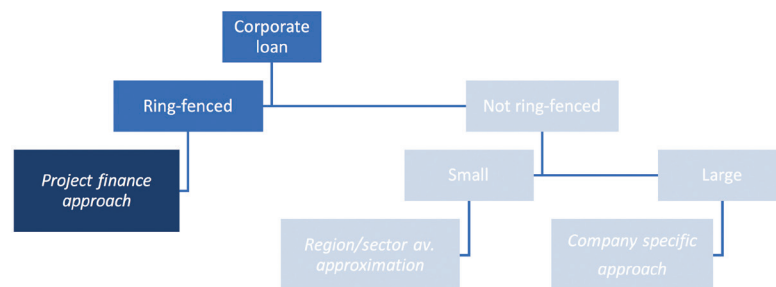 Corporate
loan
Ring-fenced
Not ring-fenced
Project finance
approach
Small
Large
Region/sector av.
approximation
Company specific
approach